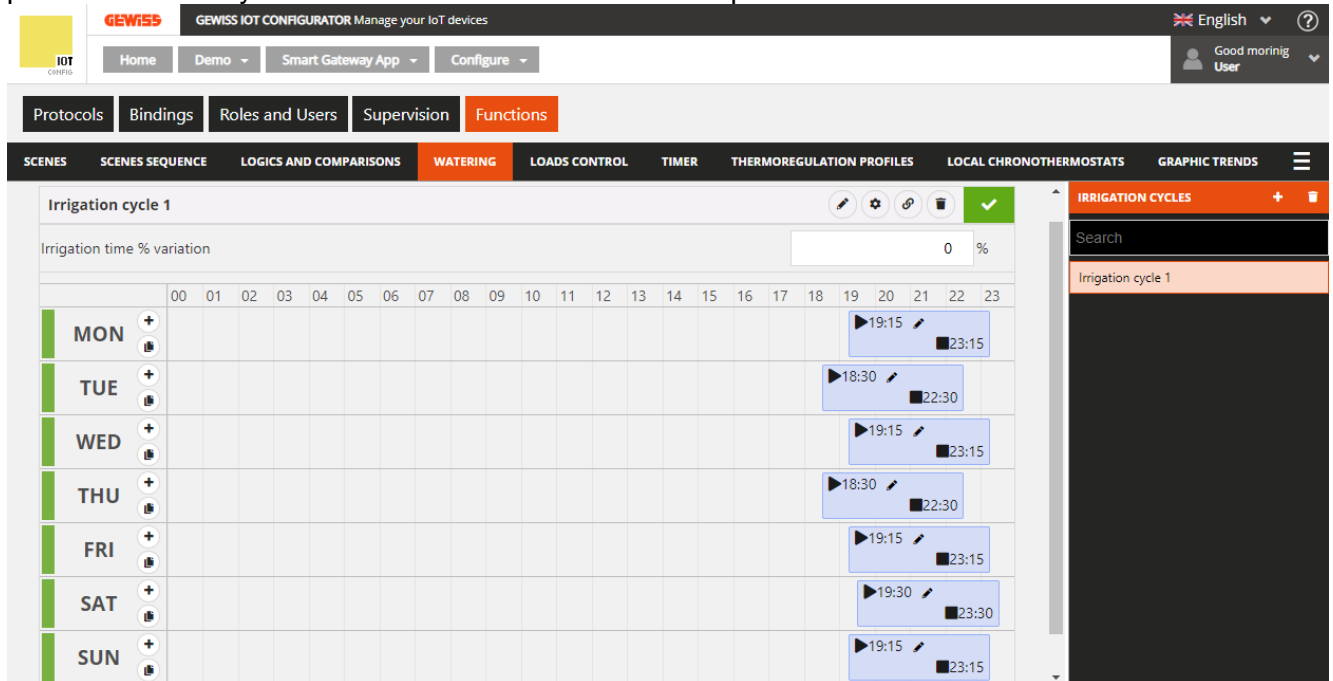 GEWISS
GEWISS IOT CONFIGURATOR Manage your IoT devices
English
?
IOT
CONFIG
Home
Demo
Smart Gateway App
Configure
Good morinig
User
Protocols
Bindings
Roles and Users
Supervision
Functions
SCENES
SCENES SEQUENCE
LOGICS AND COMPARISONS
WATERING
LOADS CONTROL
TIMER
THERMOREGULATION PROFILES
LOCAL CHRONOTHERMOSTATS
GRAPHIC TRENDS
Irrigation cycle 1
Irrigation time % variation
0 %
00 01 02 03 04 05 06 07 08 09 10 11 12 13 14 15 16 17 18 19 20 21 22 23
MON
19:15
23:15
TUE
18:30
22:30
WED
19:15
23:15
THU
18:30
22:30
FRI
19:15
23:15
SAT
19:30
23:30
SUN
19:15
23:15
IRRIGATION CYCLES
Search
Irrigation cycle 1